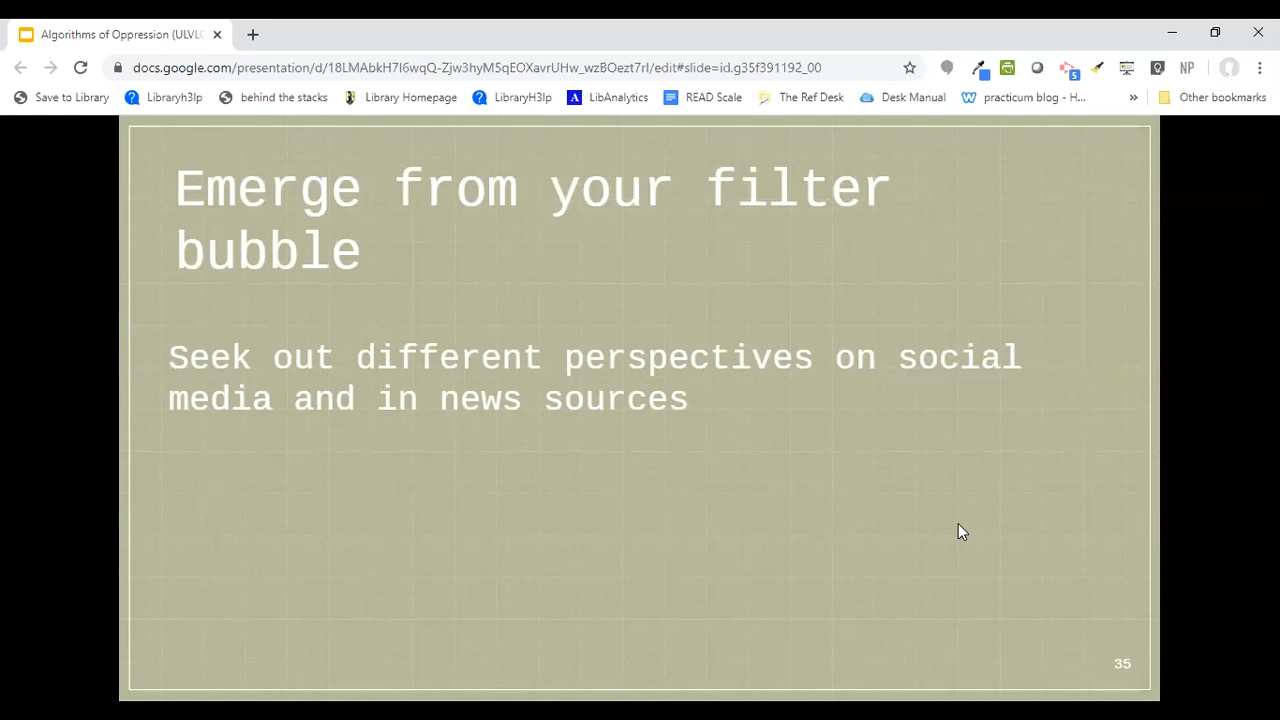 Algorithms of Oppression (ULVLC
docs.google.com/presentation/d/18LMAbkH7I6wqQ-Zjw3hyM5qEOXavrUHw_wzBOezt7rI/edit#slide=id.g35f391192_00
5
NP
Save to Library
LibraryH3lp
behind the stacks
Library Homepage
LibraryH3lp
LibAnalytics
READ Scale
The Ref Desk
Desk Manual
practicum blog - H...
»
Other bookmarks
Emerge from your filter
bubble
Seek out different perspectives on social
media and in news sources
35